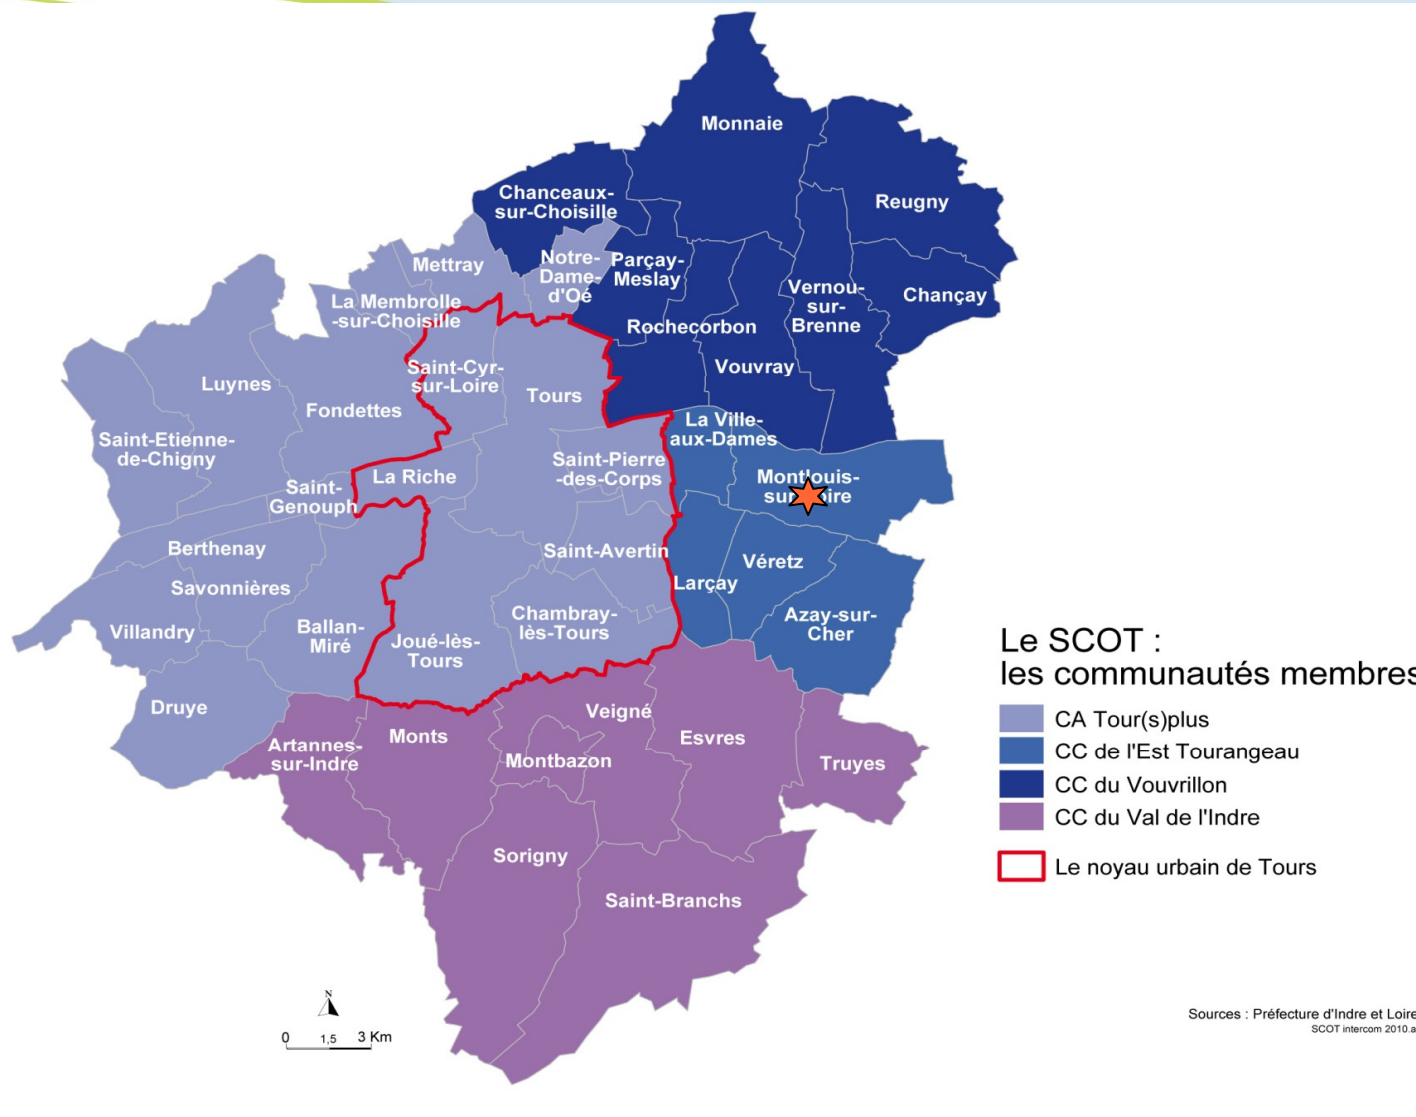 Monnaie
Chanceaux-
sur-Choisille
Reugny
Mettray
Notre-
Dame-
d'Oé
Parçay-
Meslay
Vernou-
sur-
Brenne
Chançay
La Membrolle
-sur-Choisille
Rochecorbon
Vouvray
Luynes
Saint-Cyr-
sur-Loire
Tours
Fondettes
La Ville-
aux-Dames
Saint-Etienne-
de-Chigny
Saint-Pierre
-des-Corps
La Riche
Montlouis-
sur-Loire
Saint-
Genouph
Berthenay
Saint-Avertin
Véretz
Larçay
Savonnières
Azay-sur-
Cher
Chambray-
lès-Tours
Villandry
Ballan-
Miré
Joué-lès-
Tours
Druye
Veigné
Artannes-
sur-Indre
Monts
Esvres
Montbazon
Truyes
Sorigny
Saint-Branchs
Le SCOT :
les communautés membres
CA Tour(s)plus
CC de l'Est Tourangeau
CC du Vouvrillon
CC du Val de l'Indre
Le noyau urbain de Tours
N
0 1,5 3 Km
Sources : Préfecture d'Indre et Loire
SCOT intercom 2010.a